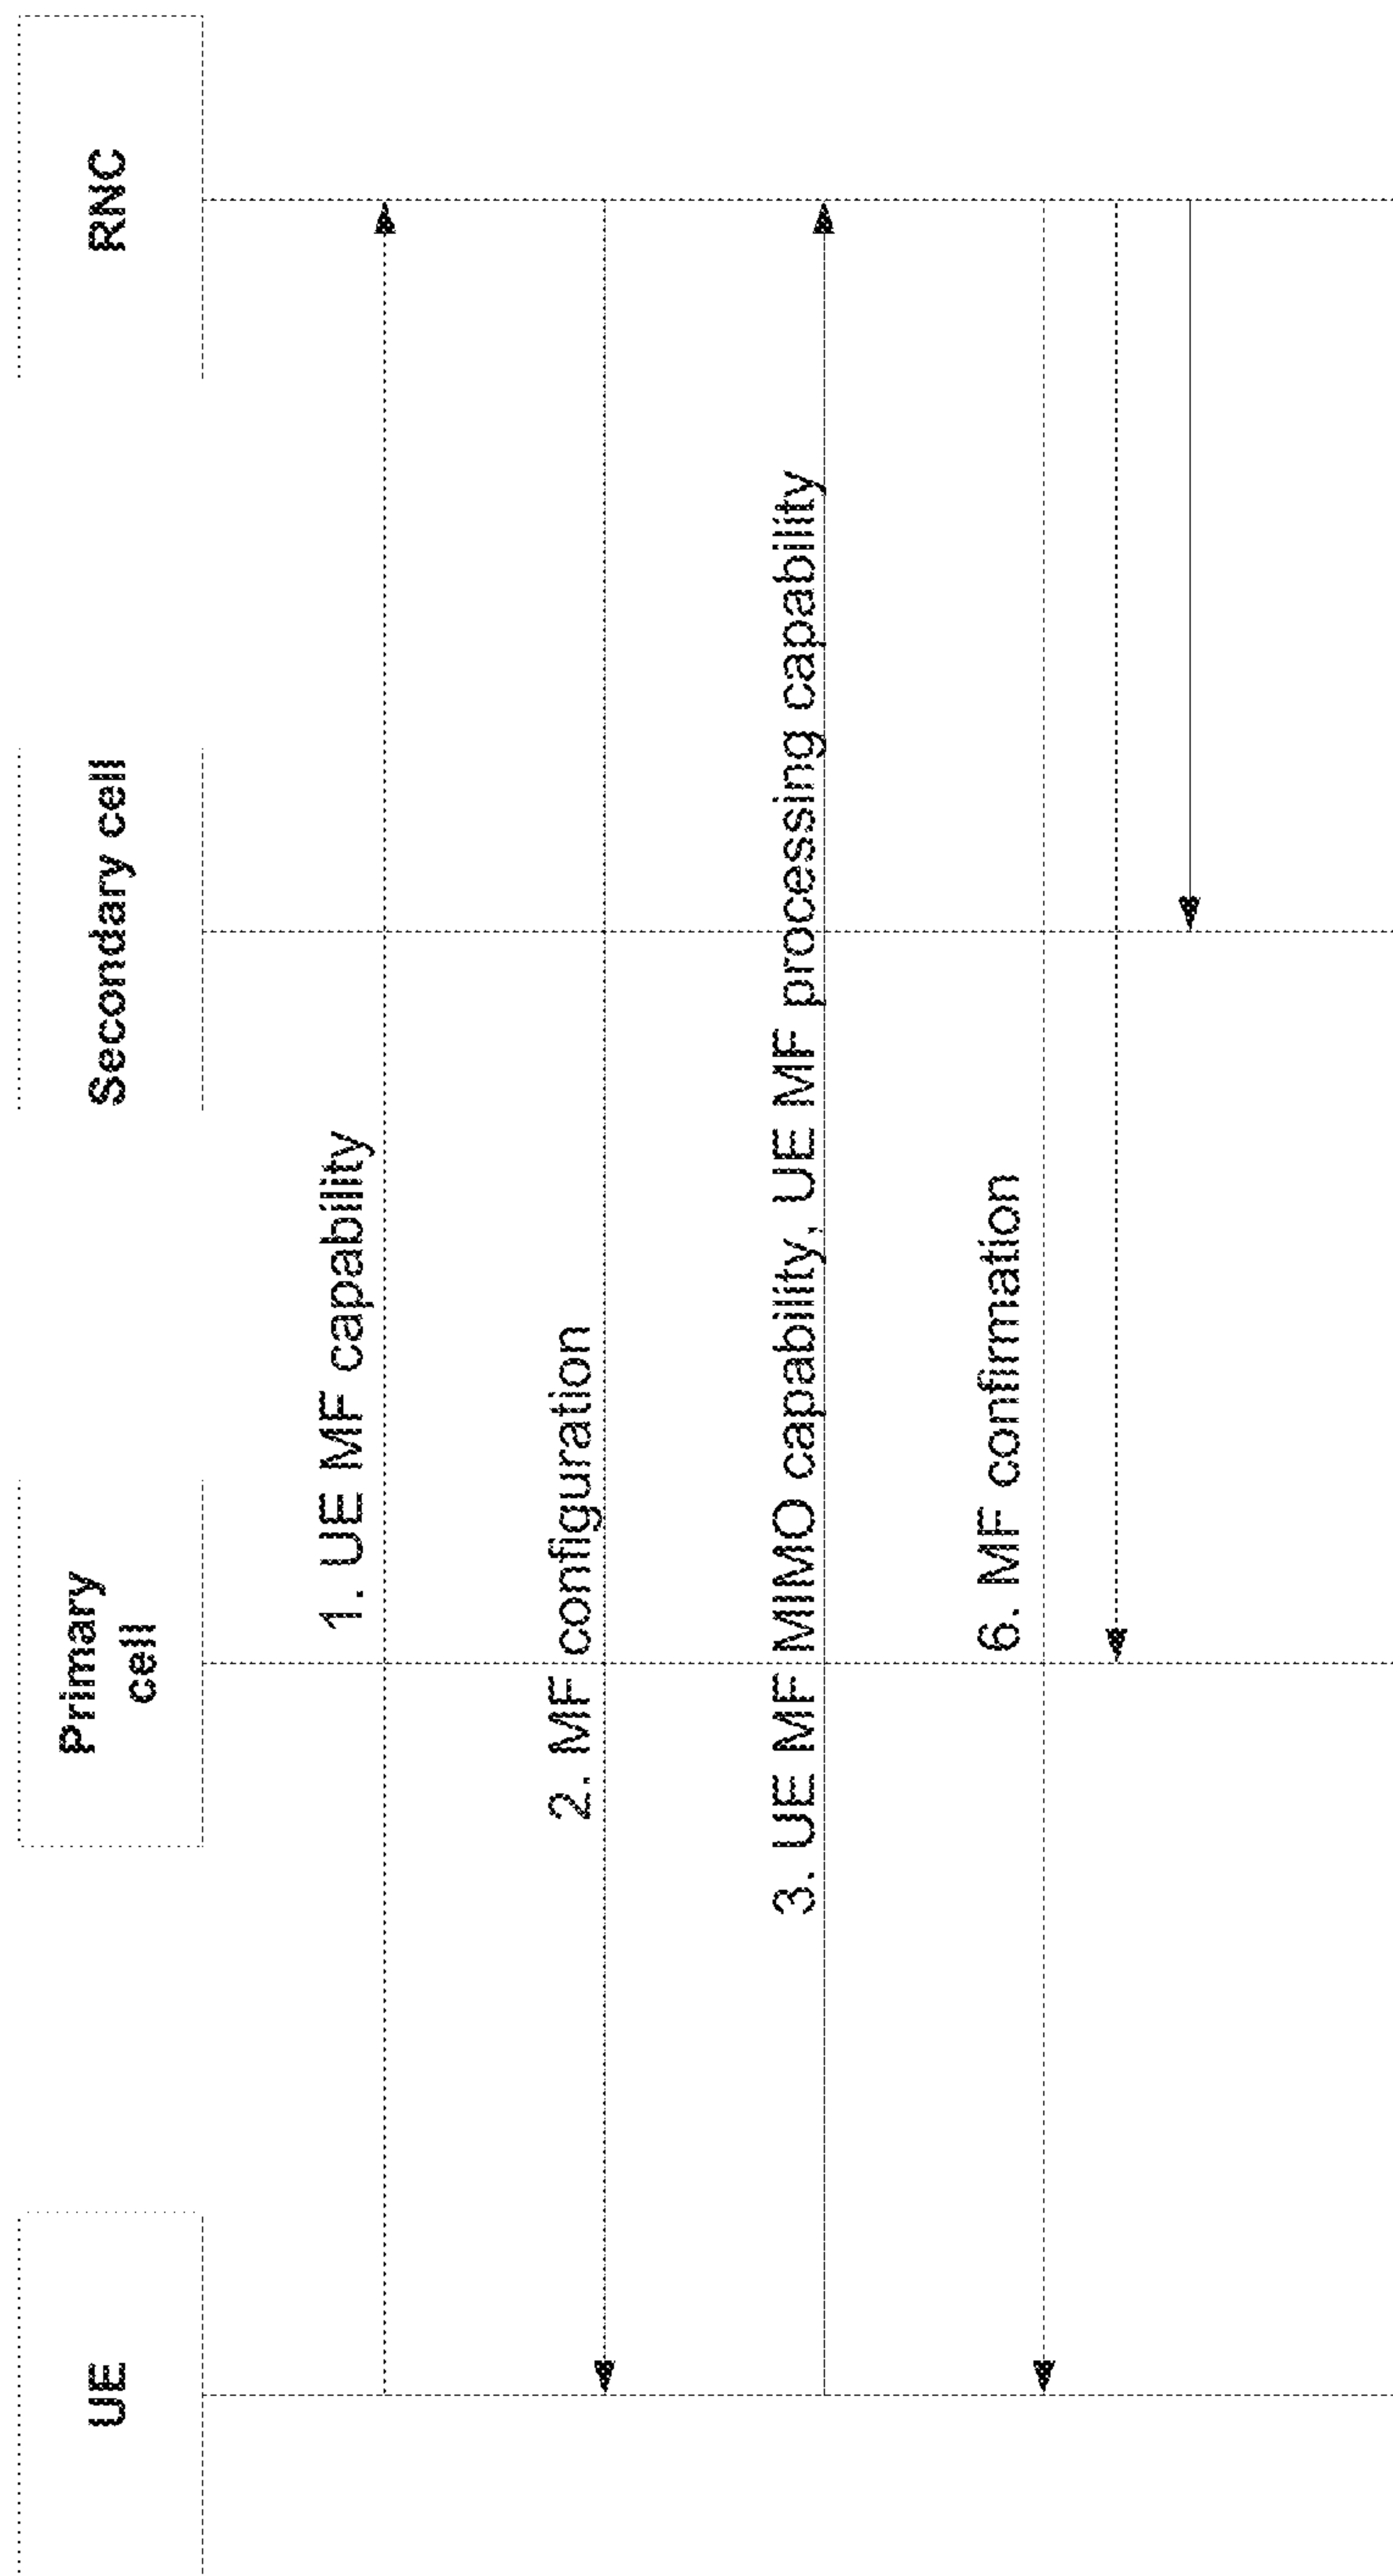 UE
Primary
cell
Secondary cell
RNC
1. UE MF capability
2. MF configuration
3. UE MF MIMO capability, UE MF processing capability
6. MF confirmation